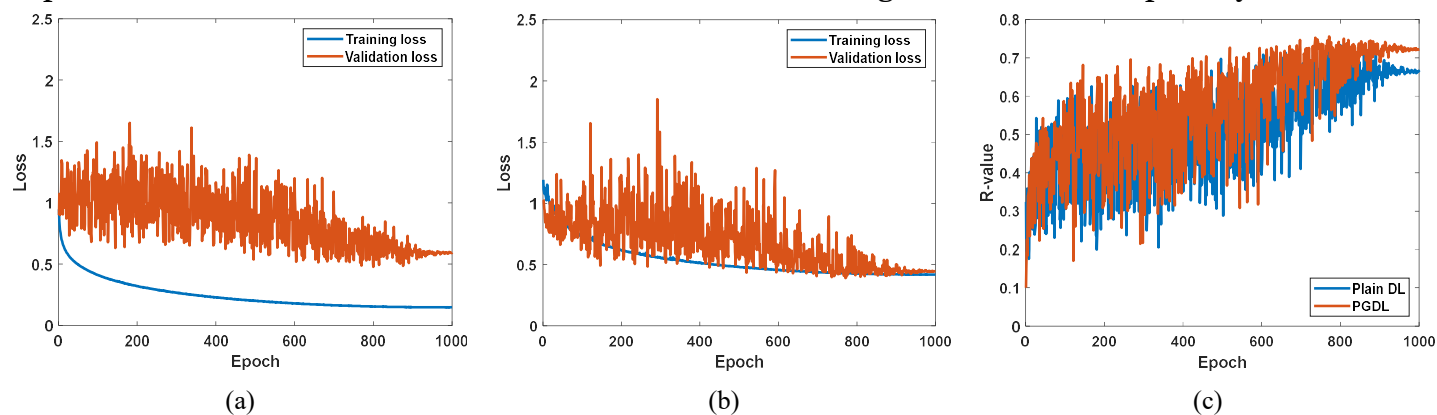 2.5
2
1.5
1
0.5
0
0 200 400 600 800 1000
Loss
Epoch
Training loss
Validation loss
(a)
2.5
2
1.5
1
0.5
0
0 200 400 600 800 1000
Loss
Epoch
Training loss
Validation loss
(b)
0.8
0.7
0.6
0.5
0.4
0.3
0.2
0.1
0
0 200 400 600 800 1000
R-value
Epoch
Plain DL
PGDL
(c)